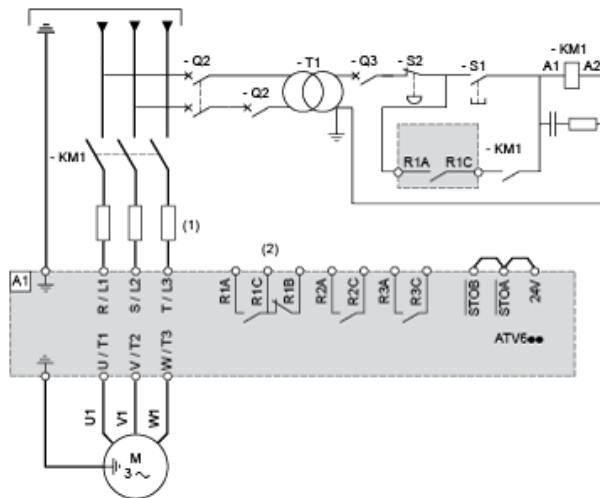 - Q2
- T1
- Q3
- S2
- S1
- KM1
A1
A2
- Q2
- KM1
R1A
R1C
- KM1
(1)
(2)
A1
R / L1
S / L2
T / L3
R1A
R1C
R1B
R2A
R2C
R3A
R3C
STOB
STOA
24V
U / T1
V / T2
W / T3
ATV6●●
U1
V1
W1
M
3 ~